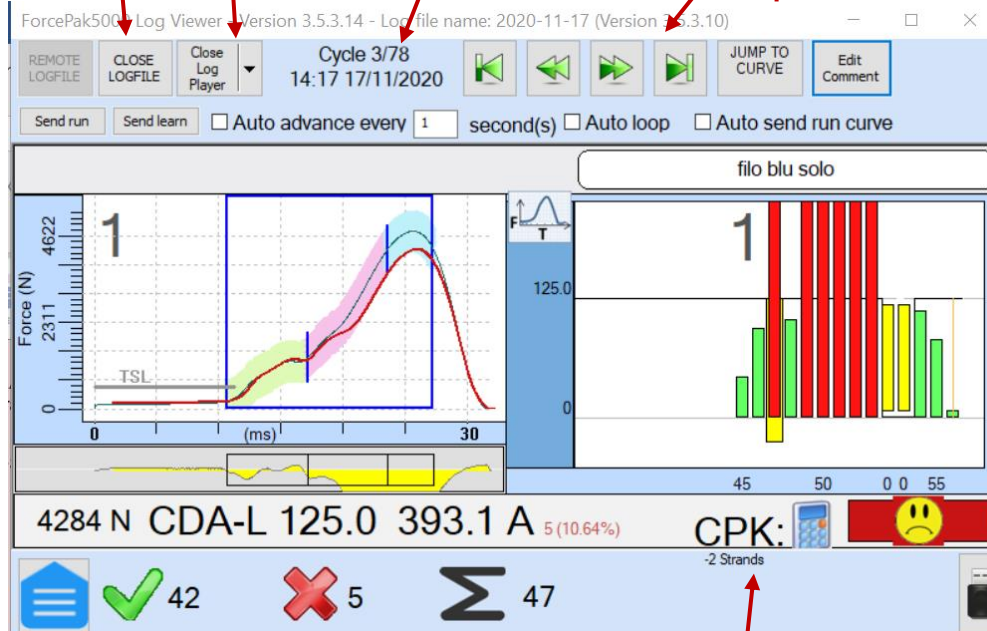 ForcePak5000 Log Viewer - Version 3.5.3.14 - Log file name: 2020-11-17 (Version 3.5.3.10)
REMOTE LOGFILE
CLOSE LOGFILE
Close Log Player
Cycle 3/78
14:17 17/11/2020
JUMP TO CURVE
Edit Comment
Send run Send learn Auto advance every 1 second(s) Auto loop Auto send run curve
filo blu solo
1
Force (N)
4622
2311
0
TSL
0 (ms) 30
F
T
1
125.0
0
45 50 0 0 55
4284 N CDA-L 125.0 393.1 A 5 (10.64%) CPK:
-2 Strands
42 5 Σ 47